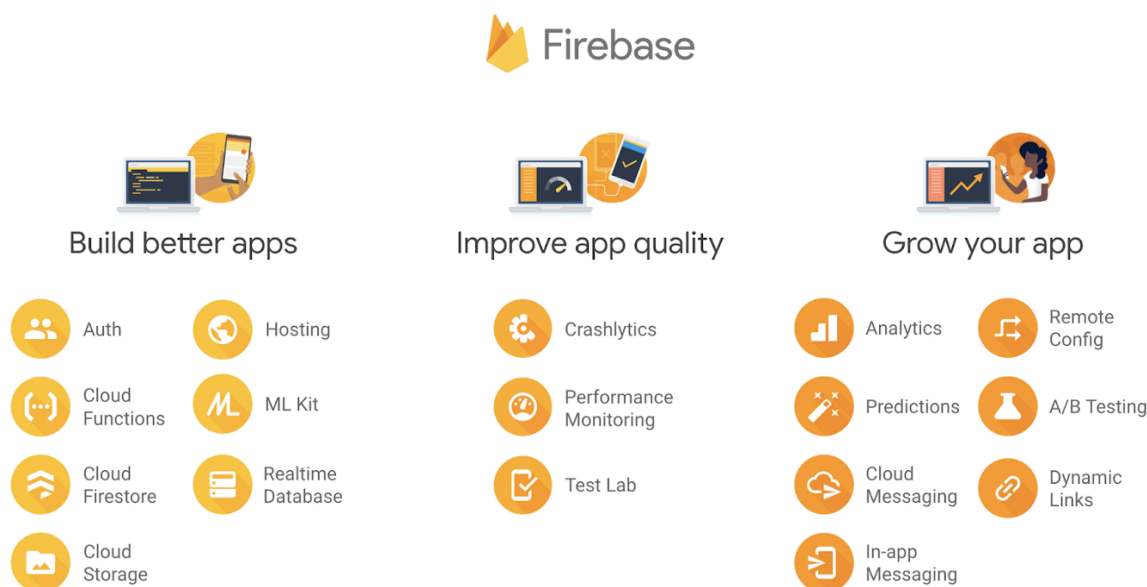 Firebase
Build better apps
Auth
Hosting
Cloud
Functions
ML Kit
Cloud
Firestore
Realtime
Database
Cloud
Storage
Improve app quality
Crashlytics
Performance
Monitoring
Test Lab
Grow your app
Analytics
Remote
Config
Predictions
A/B Testing
Cloud
Messaging
Dynamic
Links
In-app
Messaging